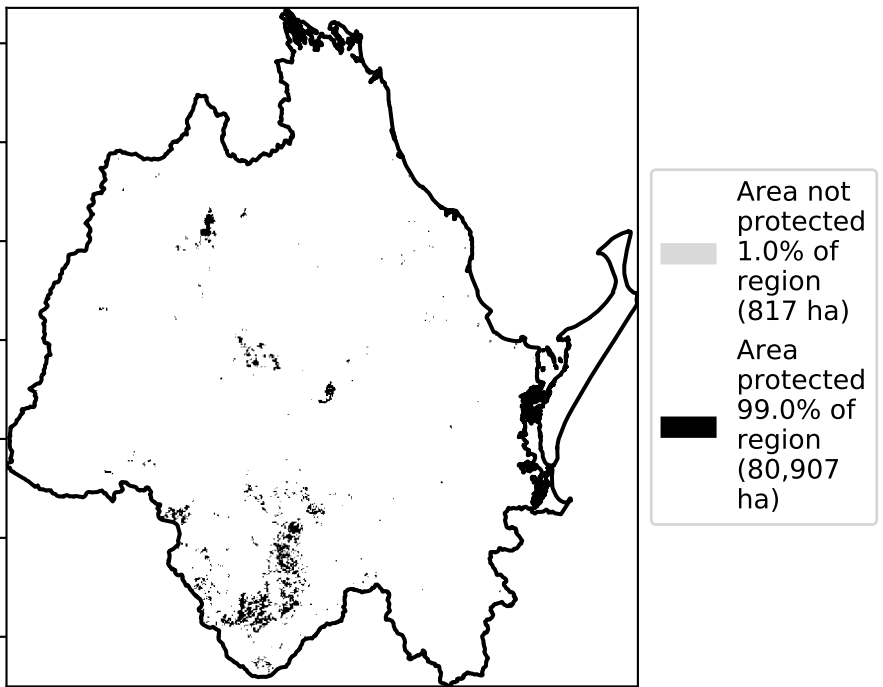 Area not
protected
1.0% of
region
(817 ha)
Area
protected
99.0% of
region
(80,907
ha)